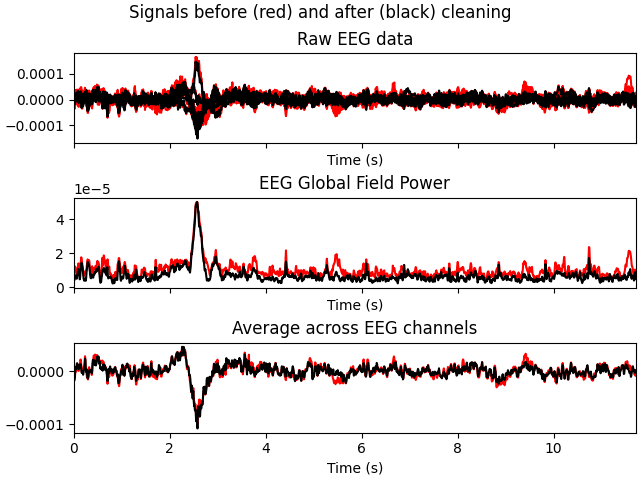 Signals before (red) and after (black) cleaning
Raw EEG data
0.0001
0.0000
−0.0001
Time (s)
EEG Global Field Power
1e−5
4
2
0
Time (s)
Average across EEG channels
0.0000
−0.0001
0 2 4 6 8 10
Time (s)